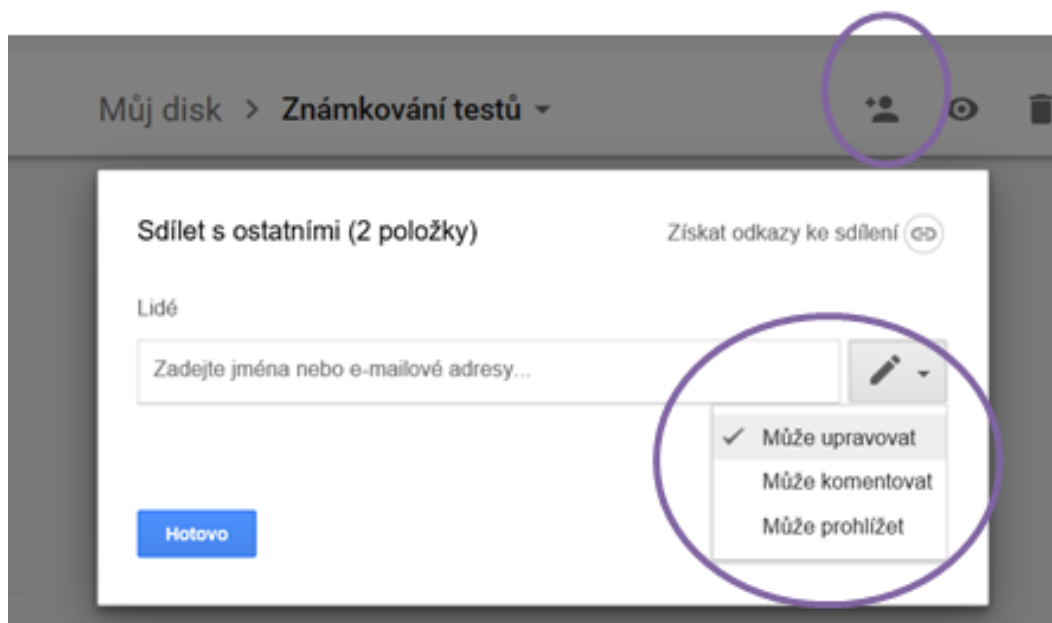 Můj disk > Známkování testů
Sdílet s ostatními (2 položky)
Získat odkazy ke sdílení
Lidé
Zadejte jména nebo e-mailové adresy...
Může upravovat
Může komentovat
Může prohlížet
Hotovo